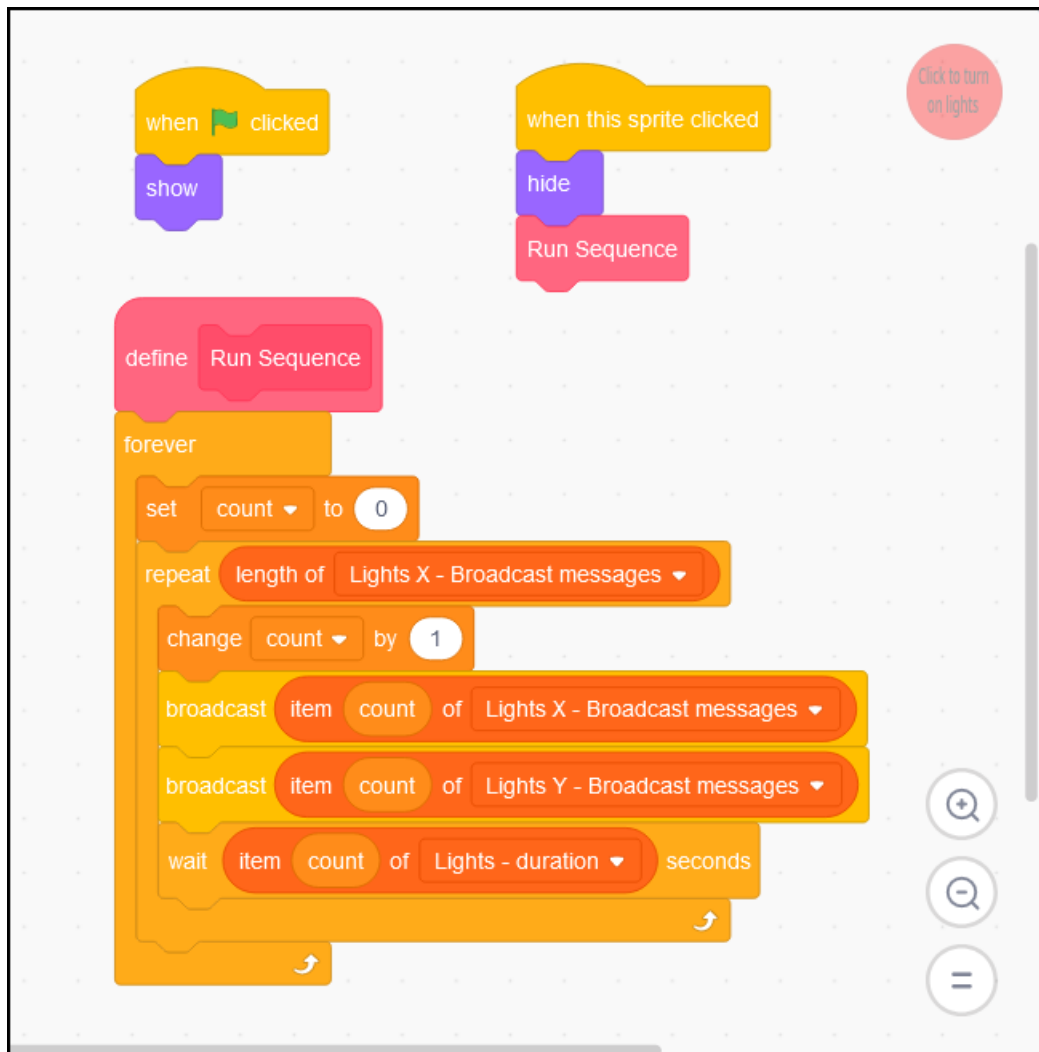 when clicked
show
when this sprite clicked
hide
Run Sequence
Click to turn
on lights
define Run Sequence
forever
set count to 0
repeat length of Lights X - Broadcast messages
change count by 1
broadcast item count of Lights X - Broadcast messages
broadcast item count of Lights Y - Broadcast messages
wait item count of Lights - duration seconds